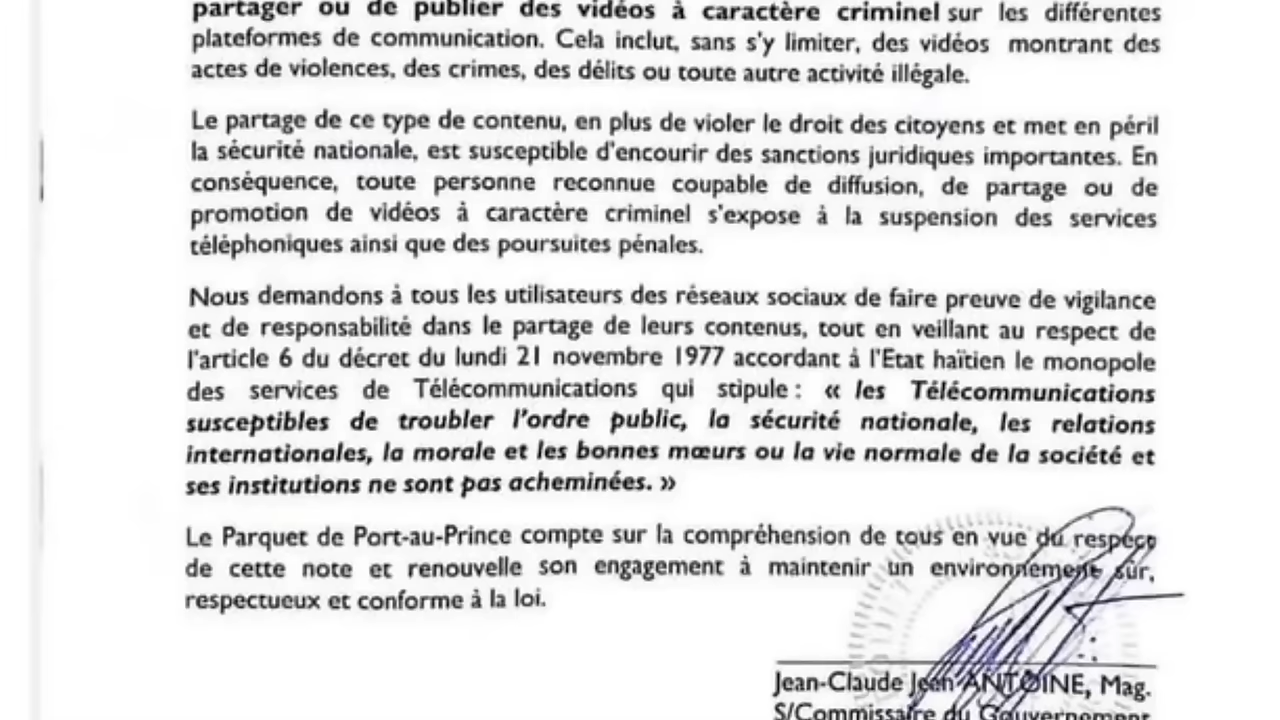 partager ou de publier des vidéos à caractère criminel sur les différentes
plateformes de communication. Cela inclut, sans s'y limiter, des vidéos montrant des
actes de violences, des crimes, des délits ou toute autre activité illégale.
Le partage de ce type de contenu, en plus de violer le droit des citoyens et met en péril
la sécurité nationale, est susceptible d'encourir des sanctions juridiques importantes. En
conséquence, toute personne reconnue coupable de diffusion, de partage ou de
promotion de vidéos à caractère criminel s'expose à la suspension des services
téléphoniques ainsi que des poursuites pénales.
Nous demandons à tous les utilisateurs des réseaux sociaux de faire preuve de vigilance
et de responsabilité dans le partage de leurs contenus, tout en veillant au respect de
l'article 6 du décret du lundi 21 novembre 1977 accordant à l'Etat haïtien le monopole
des services de Télécommunications qui stipule : « les Télécommunications
susceptibles de troubler l'ordre public, la sécurité nationale, les relations
internationales, la morale et les bonnes mœurs ou la vie normale de la société et
ses institutions ne sont pas acheminées. »
Le Parquet de Port-au-Prince compte sur la compréhension de tous en vue du respect
de cette note et renouvelle son engagement à maintenir un environnement sûr,
respectueux et conforme à la loi.
Jean-Claude Jean ANTOINE, Mag.
S/Commissaire du Gouvernement